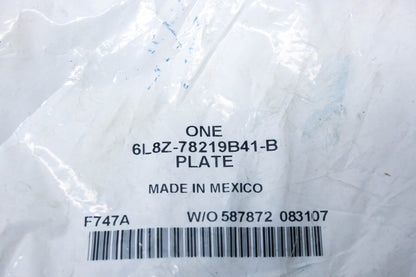 ONE
6L8Z-78219B41-B
PLATE
MADE IN MEXICO
F747A W/O 587872 083107